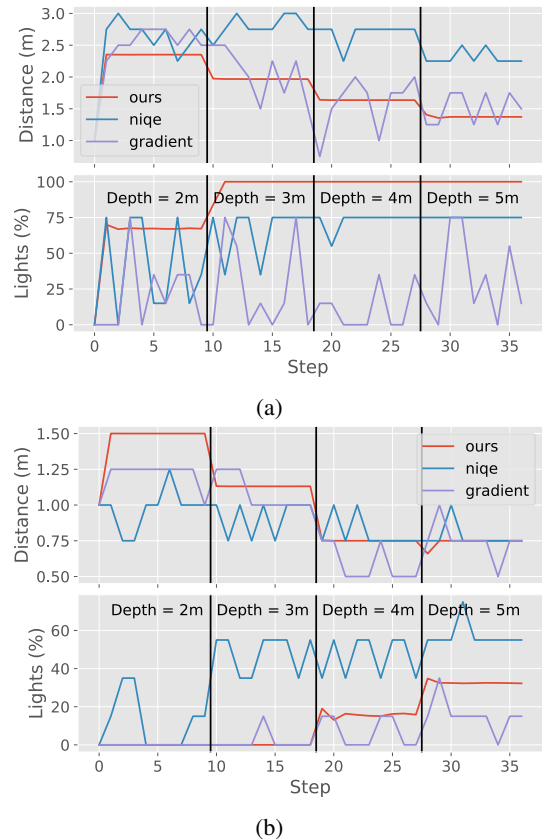 3.0
2.5
2.0
1.5
1.0
Distance (m)
ours
niqe
gradient
100
75
50
25
0
Lights (%)
Depth = 2m Depth = 3m Depth = 4m Depth = 5m
0 5 10 15 20 25 30 35
Step
(a)
1.50
1.25
1.00
0.75
0.50
Distance (m)
ours
niqe
gradient
60
40
20
0
Lights (%)
Depth = 2m Depth = 3m Depth = 4m Depth = 5m
0 5 10 15 20 25 30 35
Step
(b)